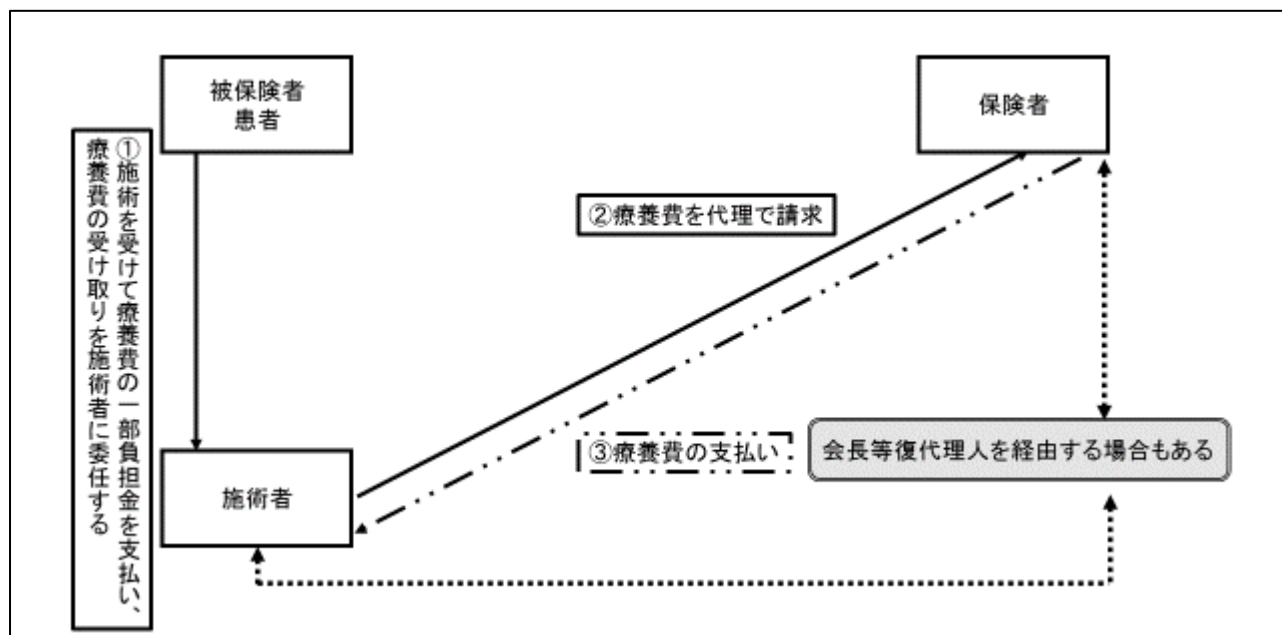 被保険者
患者
保険者
①施術を受けて療養費の一部負担金を支払い、
療養費の受け取りを施術者に委任する
②療養費を代理で請求
③療養費の支払い
会長等復代理人を経由する場合もある
施術者